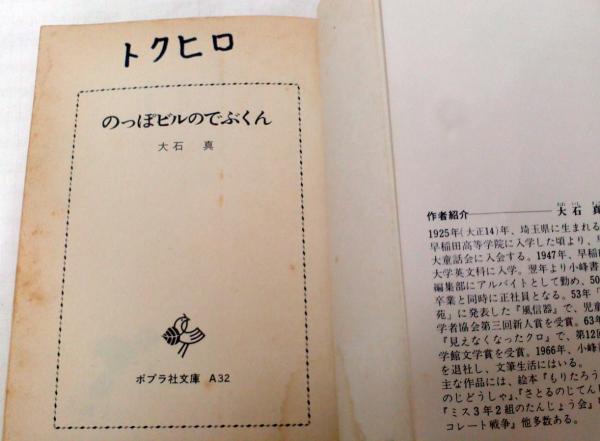 トクヒロ
のっぽビルのでぶくん
大石 真
ポプラ社文庫 A32
作者紹介――――大石 真
1925年(大正14)年、埼玉県に生まれる
早稲田高等学院に入学した頃より、早
大童話会に入会する。1947年、早稲田
大学英文科に入学。翌年より小峰書
編集部にアルバイトとして勤め、50
卒業と同時に正社員となる。53年「
苑」に発表した『風信器』で、児童
学者協会第三回新人賞を受賞。63年
『見えなくなったクロ』で、第12回
学館文学賞を受賞。1966年、小峰書
を退社し、文筆生活にはいる。
主な作品には、絵本『もりたろう
のじどうしゃ』、『さとるのじてん
『ミス3年2組のたんじょう会』
コレート戦争』他多数ある。